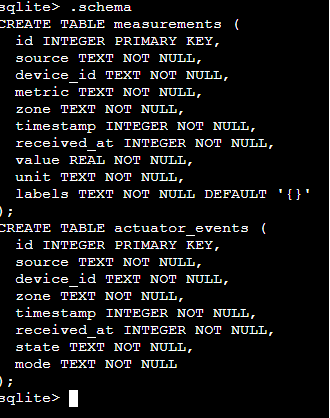 sqlite> .schema
CREATE TABLE measurements (
  id INTEGER PRIMARY KEY,
  source TEXT NOT NULL,
  device_id TEXT NOT NULL,
  metric TEXT NOT NULL,
  zone TEXT NOT NULL,
  timestamp INTEGER NOT NULL,
  received_at INTEGER NOT NULL,
  value REAL NOT NULL,
  unit TEXT NOT NULL,
  labels TEXT NOT NULL DEFAULT '{}'
);
CREATE TABLE actuator_events (
  id INTEGER PRIMARY KEY,
  source TEXT NOT NULL,
  device_id TEXT NOT NULL,
  zone TEXT NOT NULL,
  timestamp INTEGER NOT NULL,
  received_at INTEGER NOT NULL,
  state TEXT NOT NULL,
  mode TEXT NOT NULL
);
sqlite>